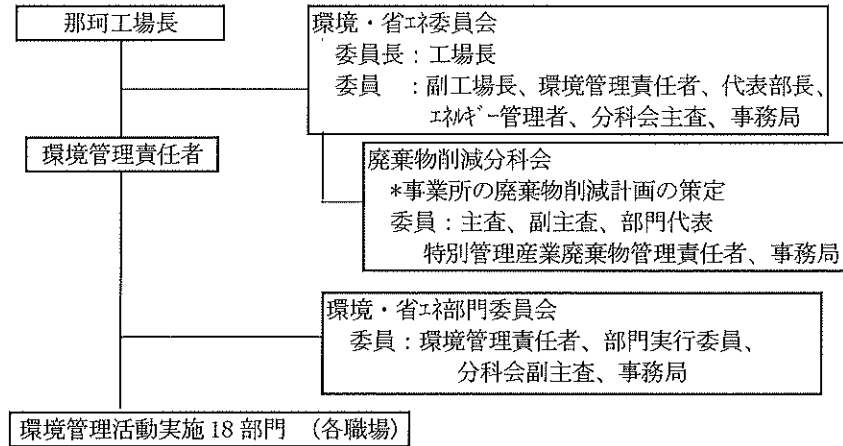 那珂工場長
環境・省ｴﾈ委員会
委員長：工場長
委員　：副工場長、環境管理責任者、代表部長、
ｴﾈﾙｷﾞｰ管理者、分科会主査、事務局
環境管理責任者
廃棄物削減分科会
*事業所の廃棄物削減計画の策定
委員：主査、副主査、部門代表
特別管理産業廃棄物管理責任者、事務局
環境・省ｴﾈ部門委員会
委員：環境管理責任者、部門実行委員、
分科会副主査、事務局
環境管理活動実施 18 部門　（各職場）